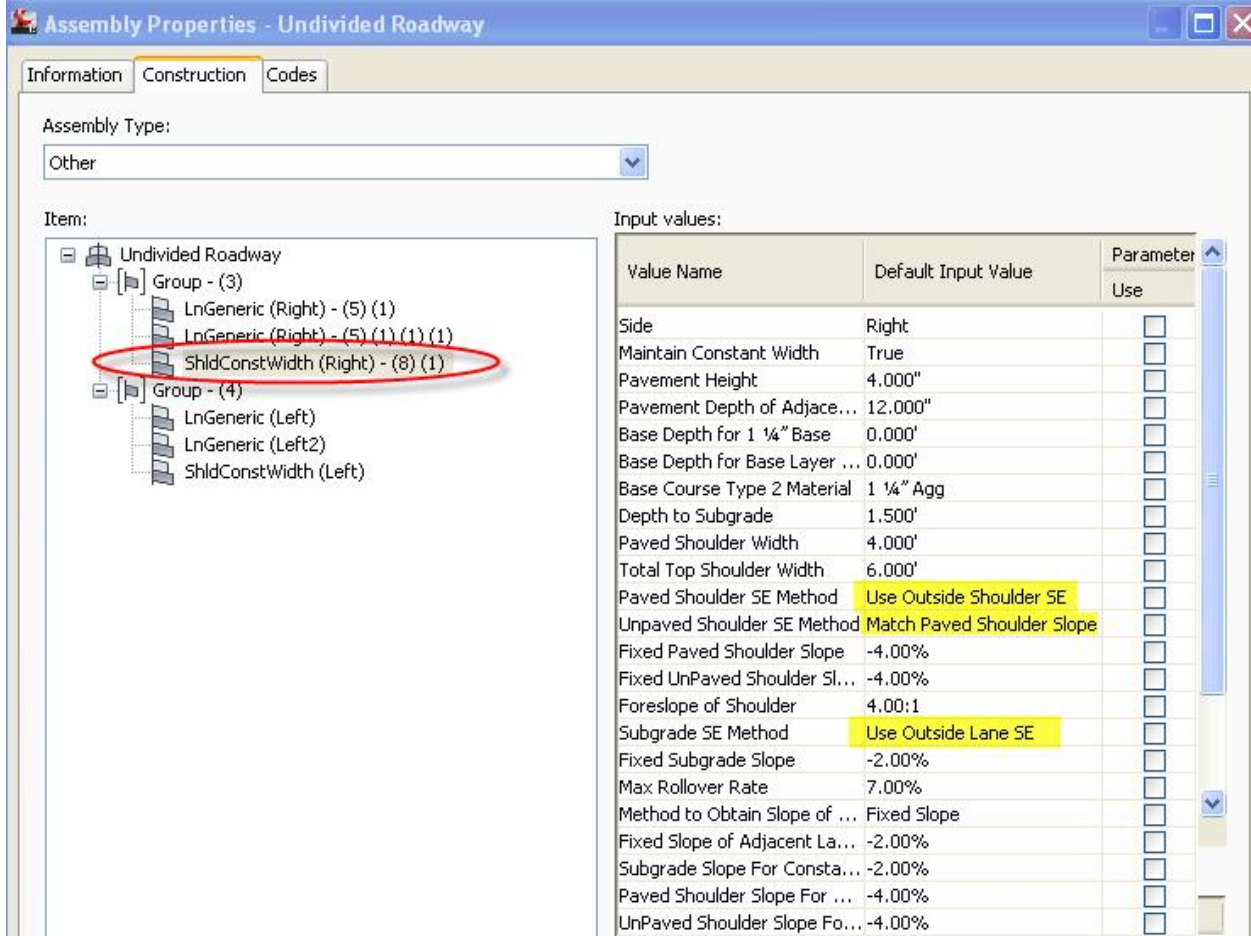 Assembly Properties - Undivided Roadway
Information Construction Codes
Assembly Type:
Other
Item:
Undivided Roadway
Group - (3)
LnGeneric (Right) - (5) (1)
LnGeneric (Right) - (5) (1) (1) (1)
ShldConstWidth (Right) - (8) (1)
Group - (4)
LnGeneric (Left)
LnGeneric (Left2)
ShldConstWidth (Left)
Input values:
Value Name Default Input Value Parameter
Use
Side Right
Maintain Constant Width True
Pavement Height 4.000"
Pavement Depth of Adjace... 12.000"
Base Depth for 1 ¼" Base 0.000'
Base Depth for Base Layer ... 0.000'
Base Course Type 2 Material 1 ¼" Agg
Depth to Subgrade 1.500'
Paved Shoulder Width 4.000'
Total Top Shoulder Width 6.000'
Paved Shoulder SE Method Use Outside Shoulder SE
Unpaved Shoulder SE Method Match Paved Shoulder Slope
Fixed Paved Shoulder Slope -4.00%
Fixed UnPaved Shoulder Sl... -4.00%
Foreslope of Shoulder 4.00:1
Subgrade SE Method Use Outside Lane SE
Fixed Subgrade Slope -2.00%
Max Rollover Rate 7.00%
Method to Obtain Slope of ... Fixed Slope
Fixed Slope of Adjacent La... -2.00%
Subgrade Slope For Consta... -2.00%
Paved Shoulder Slope For ... -4.00%
UnPaved Shoulder Slope Fo... -4.00%